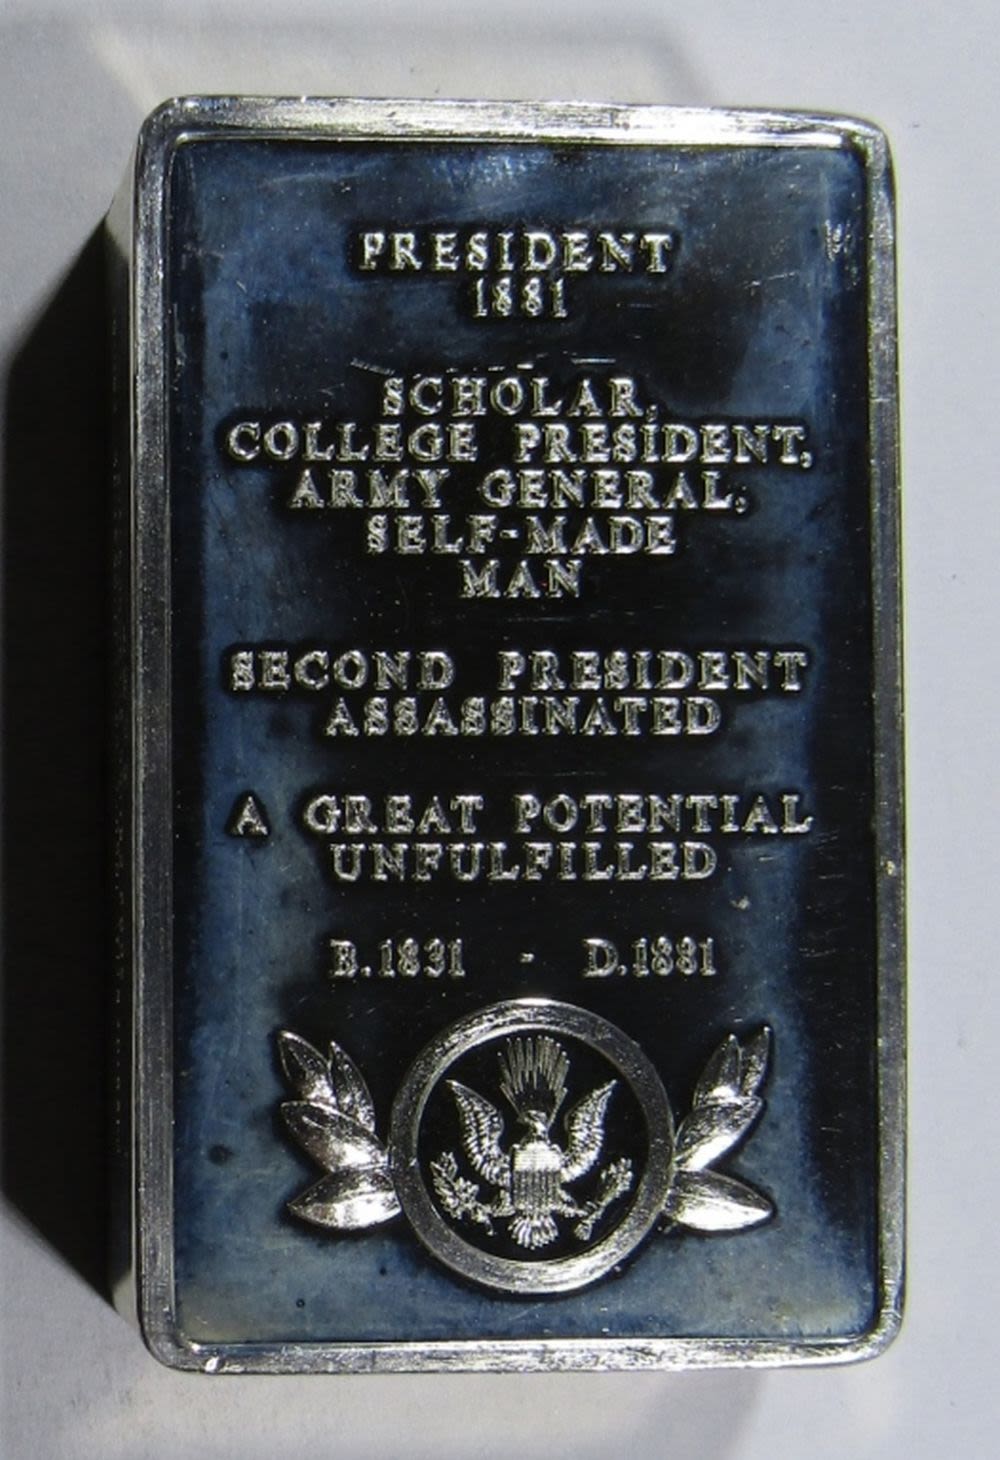 PRESIDENT
1881
SCHOLAR,
COLLEGE PRESIDENT,
ARMY GENERAL,
SELF-MADE
MAN
SECOND PRESIDENT
ASSASSINATED
A GREAT POTENTIAL
UNFULFILLED
B.1831 - D.1881